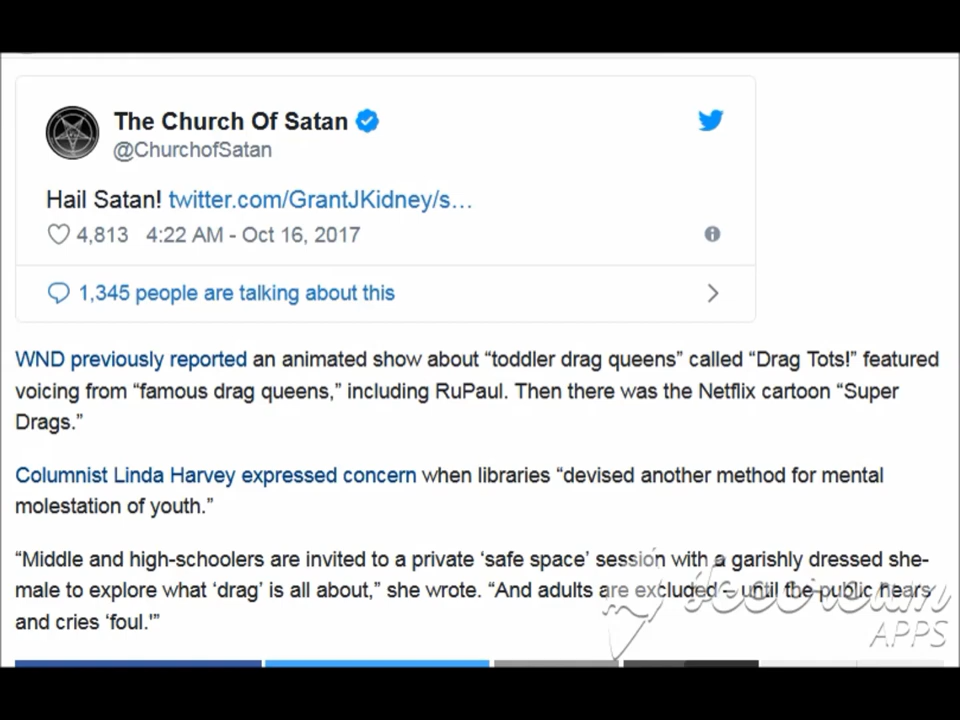 The Church Of Satan
@ChurchofSatan
Hail Satan! twitter.com/GrantJKidney/s…
4,813 4:22 AM - Oct 16, 2017
1,345 people are talking about this
WND previously reported an animated show about “toddler drag queens” called “Drag Tots!” featured
voicing from “famous drag queens,” including RuPaul. Then there was the Netflix cartoon “Super
Drags.”
Columnist Linda Harvey expressed concern when libraries “devised another method for mental
molestation of youth.”
“Middle and high-schoolers are invited to a private ‘safe space’ session with a garishly dressed she-
male to explore what ‘drag’ is all about,” she wrote. “And adults are excluded – until the public hears
and cries ‘foul.'”
Icecream
APPS